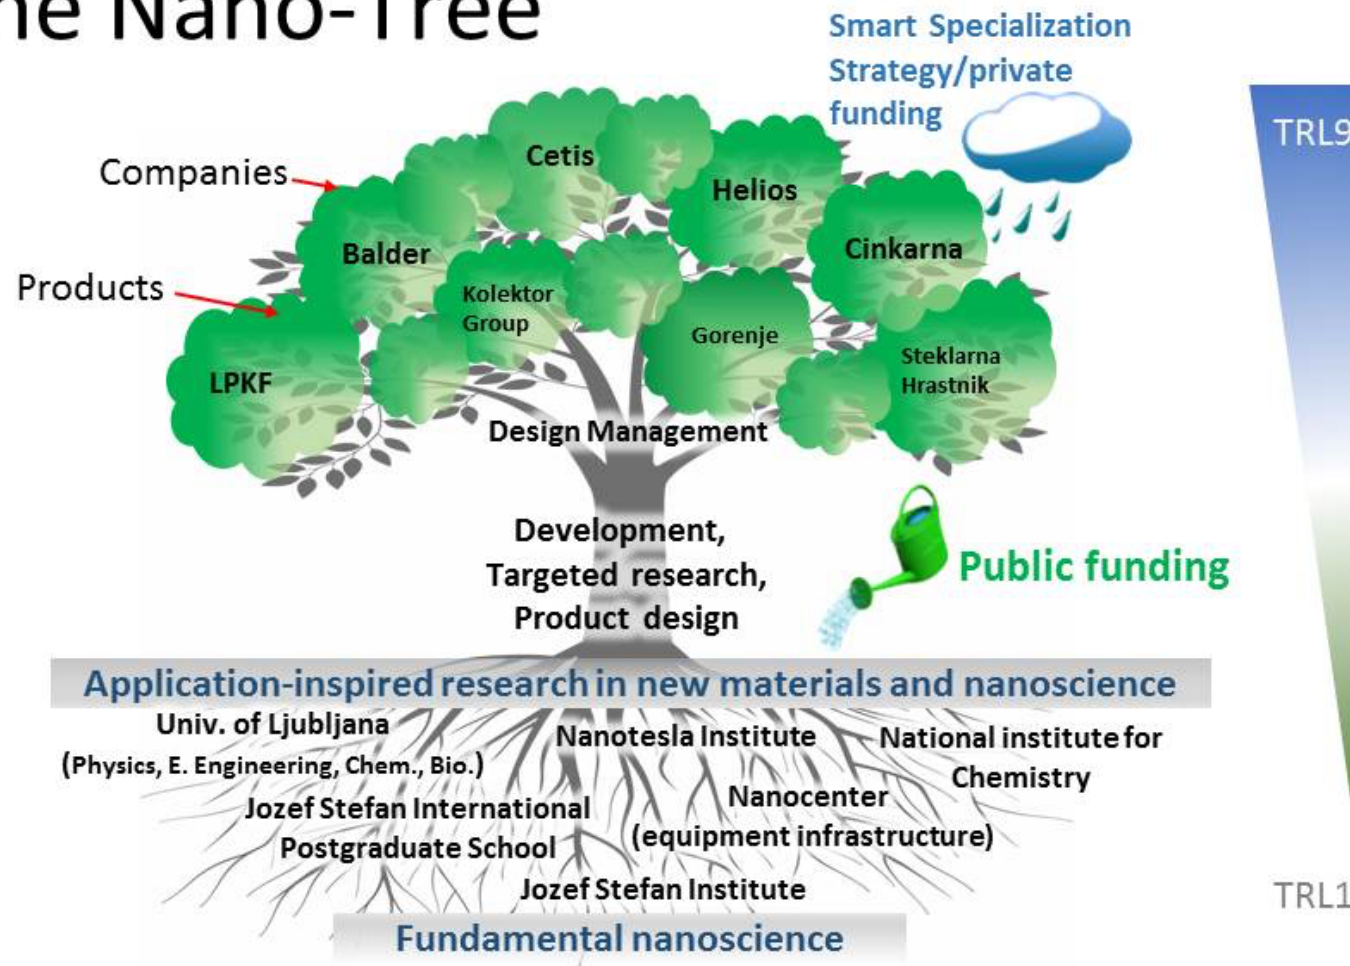 ne Nano-Tree
Smart Specialization
Strategy/private
funding
TRL9
Companies
Cetis
Helios
Balder
Cinkarna
Products
Kolektor
Group
Gorenje
Steklarna
Hrastnik
LPKF
Design Management
Development,
Targeted research,
Product design
Public funding
Application-inspired research in new materials and nanoscience
Univ. of Ljubljana
(Physics, E. Engineering, Chem., Bio.)
Nanotesla Institute
National institute for
Chemistry
Jozef Stefan International
Postgraduate School
Nanocenter
(equipment infrastructure)
Jozef Stefan Institute
TRL1
Fundamental nanoscience